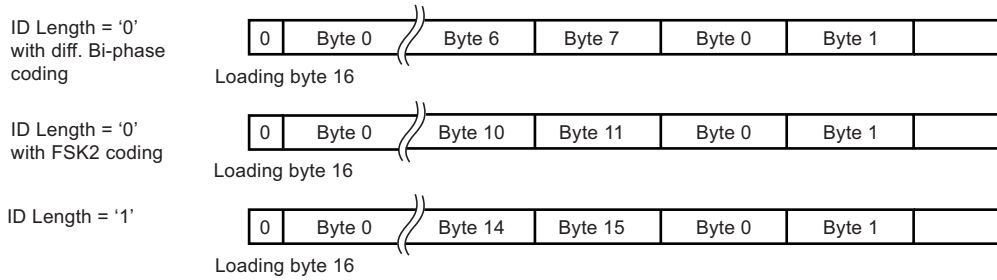 ID Length = ‘0’
with diff. Bi-phase
coding
0 Byte 0 Byte 6 Byte 7 Byte 0 Byte 1
Loading byte 16
ID Length = ‘0’
with FSK2 coding
0 Byte 0 Byte 10 Byte 11 Byte 0 Byte 1
Loading byte 16
ID Length = ‘1’
0 Byte 0 Byte 14 Byte 15 Byte 0 Byte 1
Loading byte 16